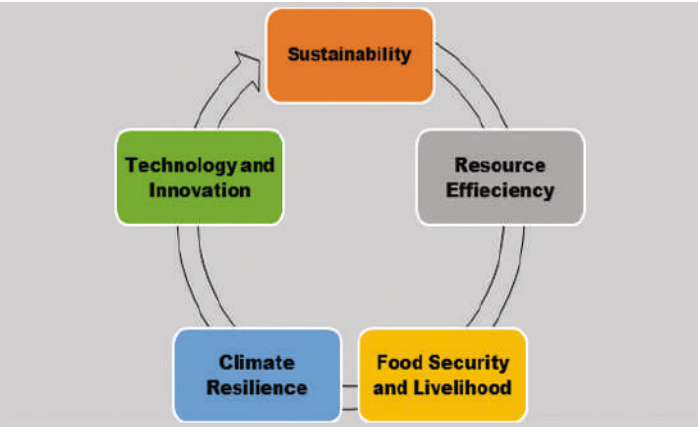 Sustainability
Resource
Effieciency
Food Security
and Livelihood
Climate
Resilience
Technology and
Innovation